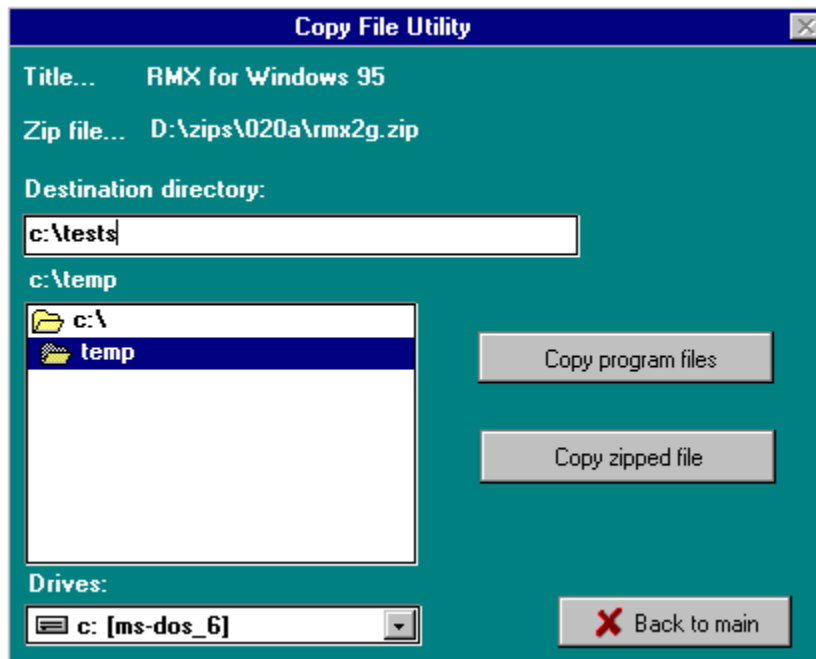 Copy File Utility
Title... RMX for Windows 95
Zip file... D:\zips\020a\rmx2g.zip
Destination directory:
c:\tests
c:\temp
c:\
temp
Copy program files
Copy zipped file
Drives:
c: [ms-dos_6]
Back to main